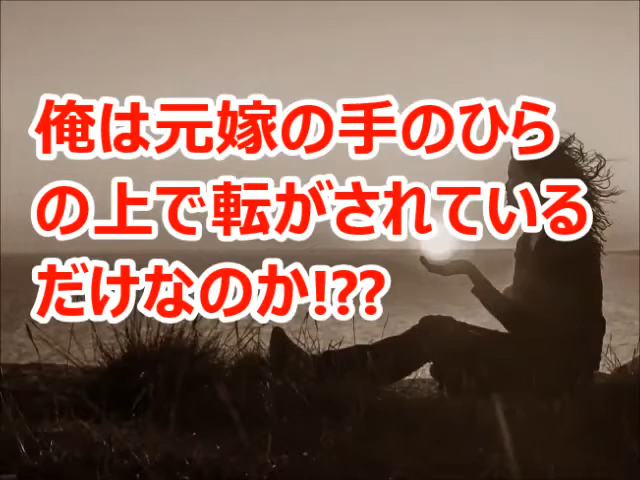 俺は元嫁の手のひら
の上で転がされている
だけなのか!??